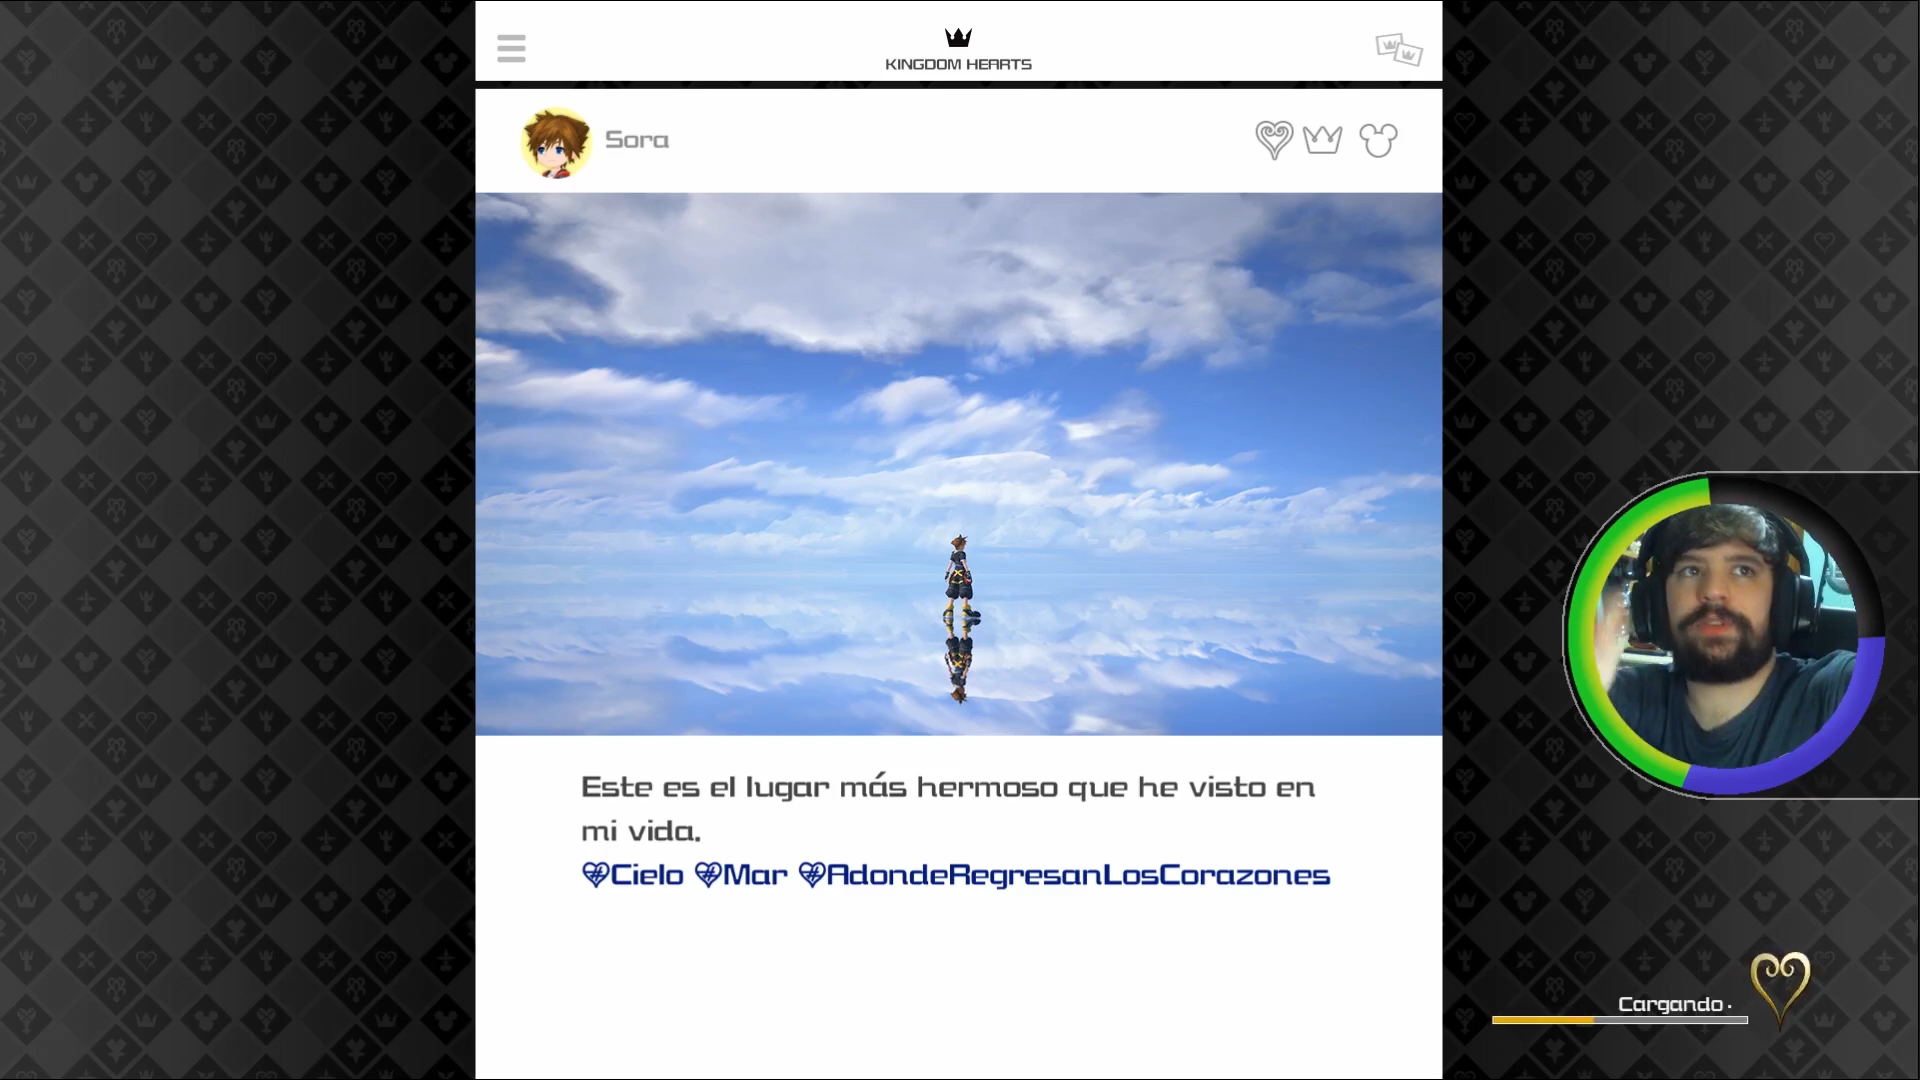 KINGDOM HEARTS
Sora
Este es el lugar más hermoso que he visto en
mi vida.
#Cielo #Mar #AdondeRegresanLosCorazones
Cargando.